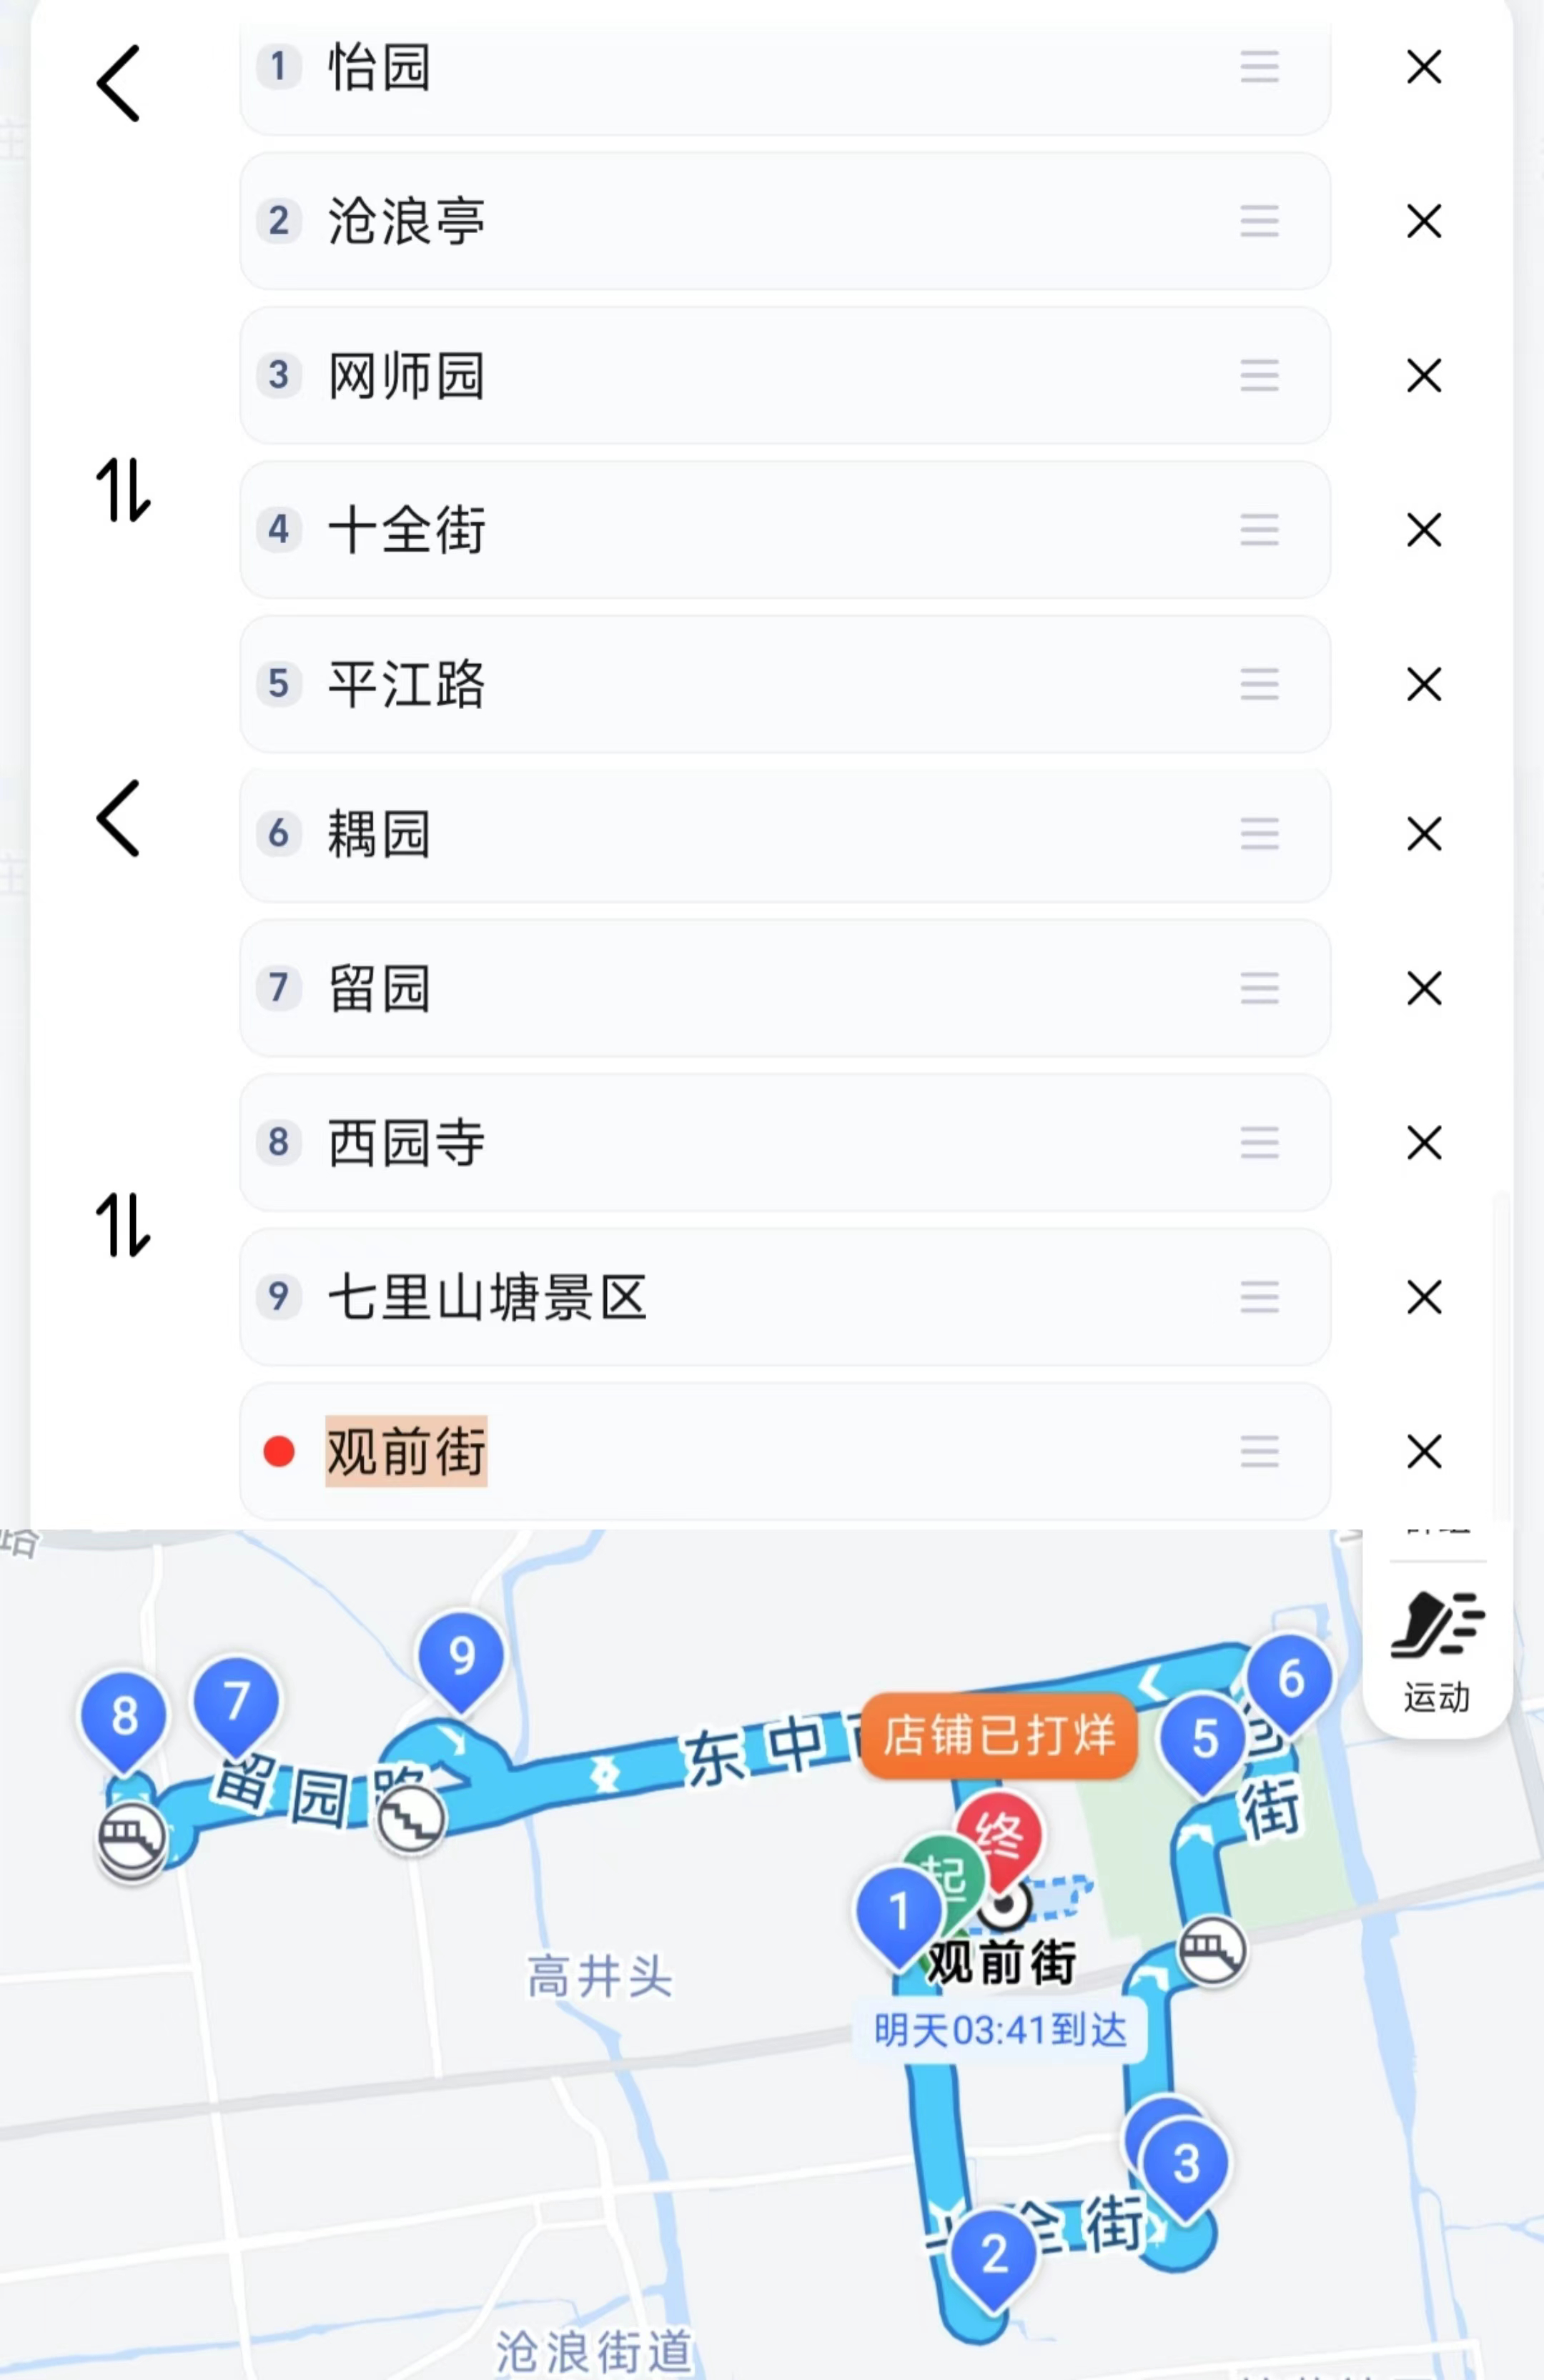 1 怡园
2 沧浪亭
3 网师园
4 十全街
5 平江路
6 耦园
7 留园
8 西园寺
9 七里山塘景区
观前街
路
运动
9
8
7
6
留园路
东中市
店铺已打烊
5
街
终
起
1
观前街
高井头
明天03:41到达
3
全街
2
沧浪街道